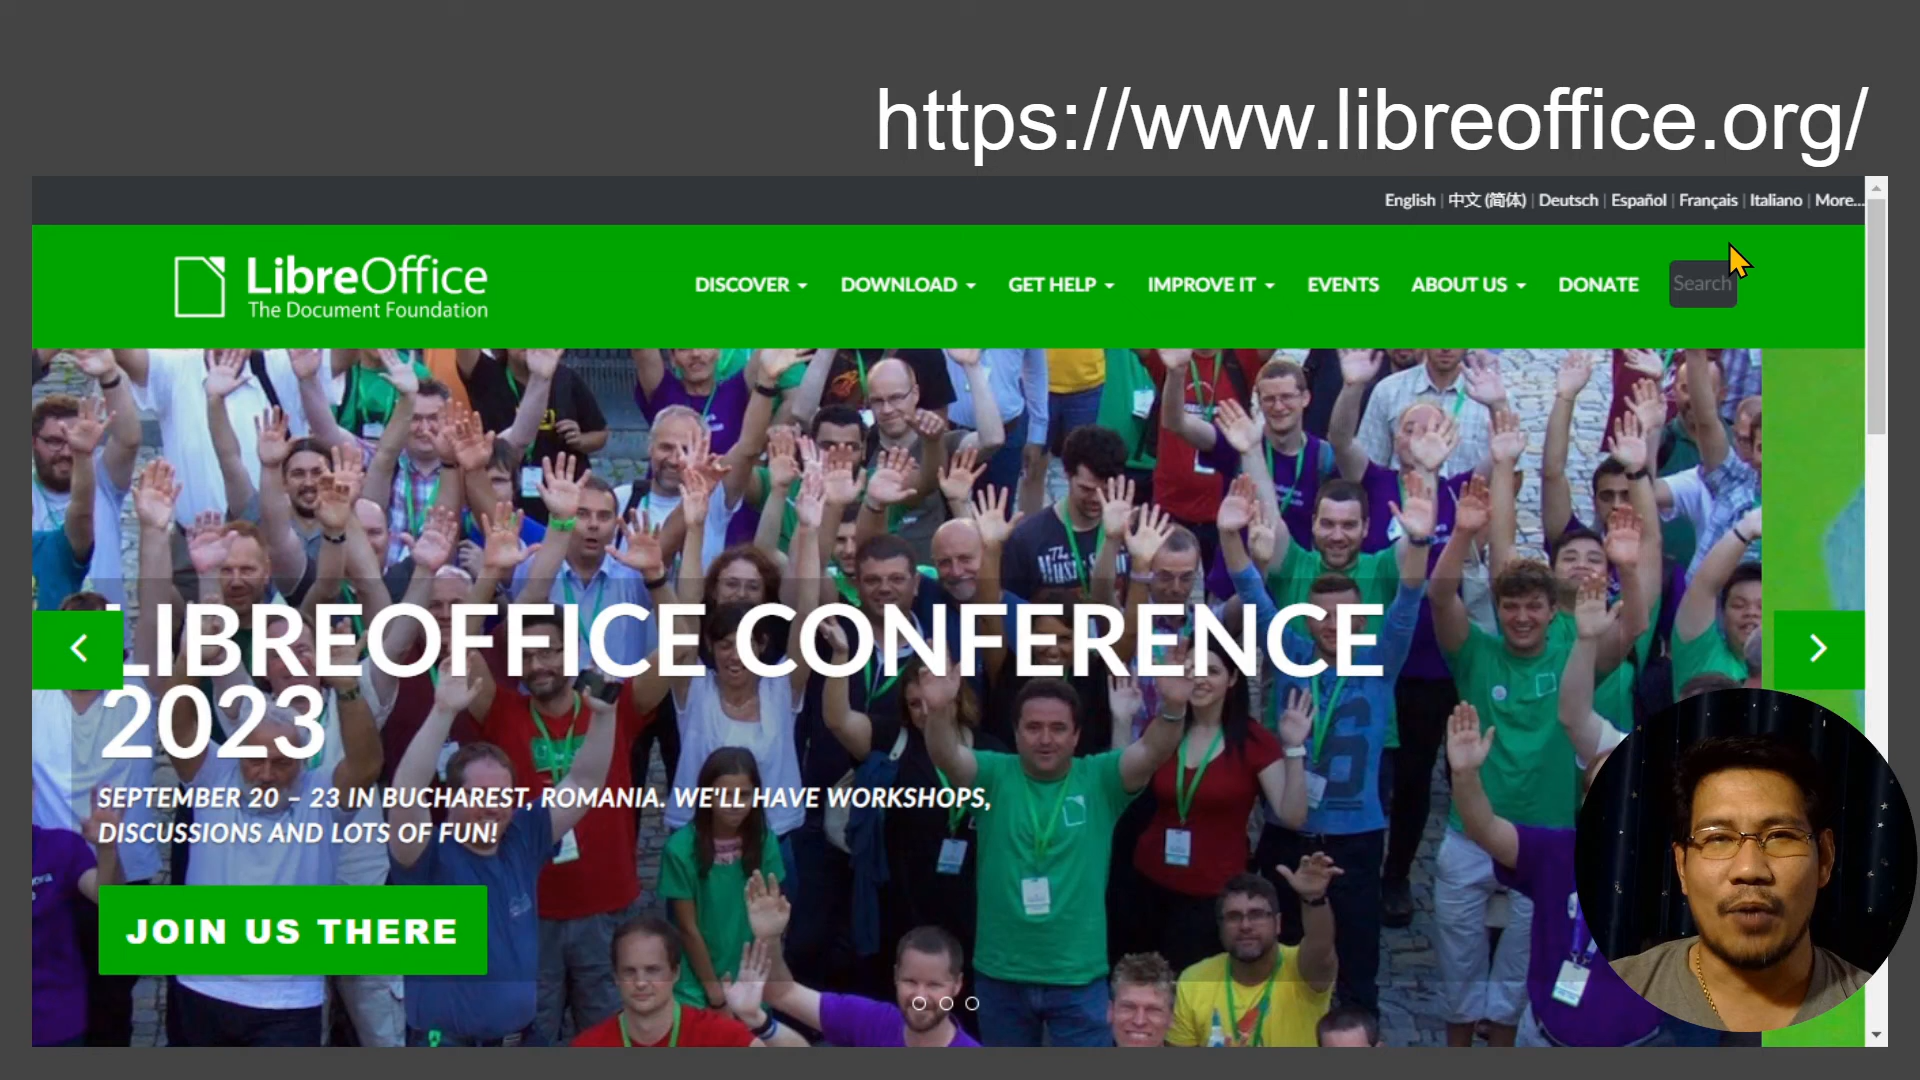 https://www.libreoffice.org/
English | 中文 (简体) | Deutsch | Español | Français | Italiano | More...
LibreOffice
The Document Foundation
DISCOVER DOWNLOAD GET HELP IMPROVE IT EVENTS ABOUT US DONATE Search
LIBREOFFICE CONFERENCE
2023
SEPTEMBER 20 – 23 IN BUCHAREST, ROMANIA. WE'LL HAVE WORKSHOPS,
DISCUSSIONS AND LOTS OF FUN!
JOIN US THERE